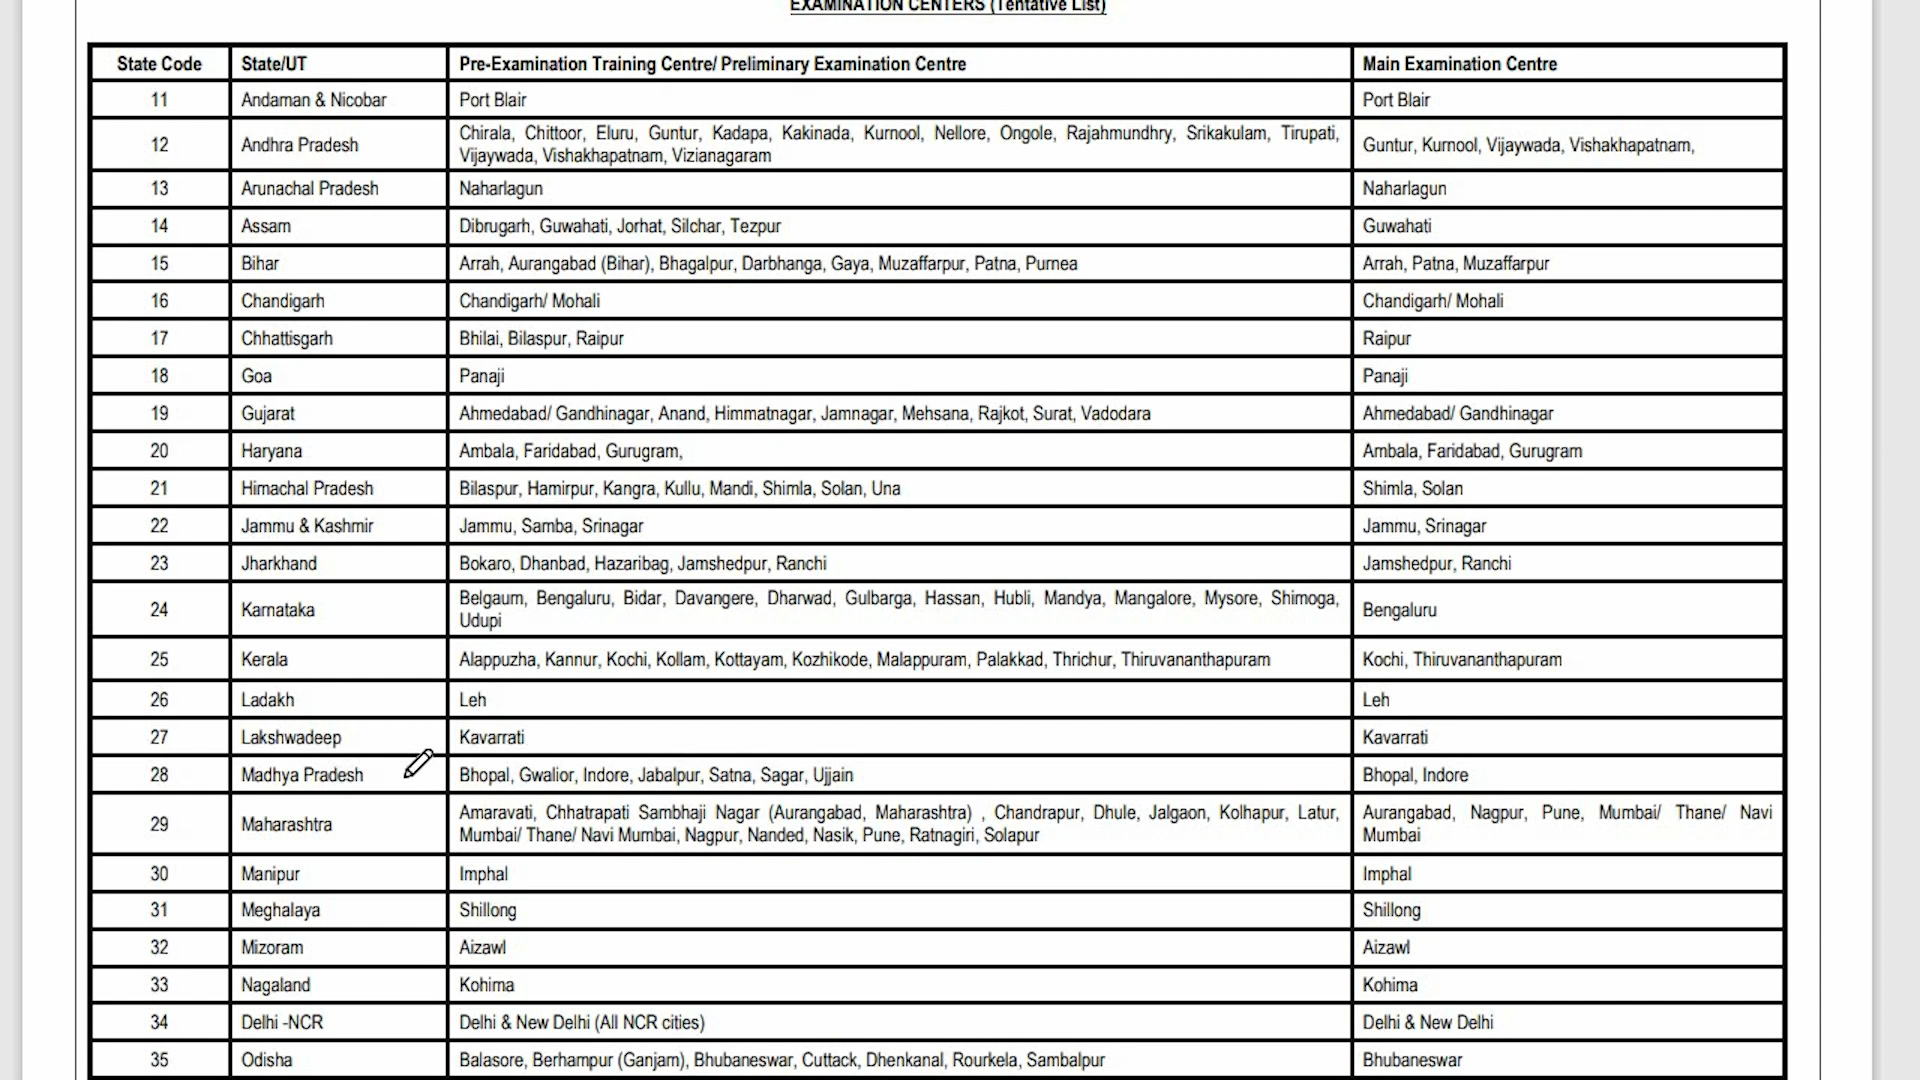 EXAMINATION CENTERS (Tentative List)
State Code State/UT Pre-Examination Training Centre/ Preliminary Examination Centre Main Examination Centre
11 Andaman & Nicobar Port Blair Port Blair
12 Andhra Pradesh Chirala, Chittoor, Eluru, Guntur, Kadapa, Kakinada, Kurnool, Nellore, Ongole, Rajahmundhry, Srikakulam, Tirupati,
Vijaywada, Vishakhapatnam, Vizianagaram Guntur, Kurnool, Vijaywada, Vishakhapatnam,
13 Arunachal Pradesh Naharlagun Naharlagun
14 Assam Dibrugarh, Guwahati, Jorhat, Silchar, Tezpur Guwahati
15 Bihar Arrah, Aurangabad (Bihar), Bhagalpur, Darbhanga, Gaya, Muzaffarpur, Patna, Purnea Arrah, Patna, Muzaffarpur
16 Chandigarh Chandigarh/ Mohali Chandigarh/ Mohali
17 Chhattisgarh Bhilai, Bilaspur, Raipur Raipur
18 Goa Panaji Panaji
19 Gujarat Ahmedabad/ Gandhinagar, Anand, Himmatnagar, Jamnagar, Mehsana, Rajkot, Surat, Vadodara Ahmedabad/ Gandhinagar
20 Haryana Ambala, Faridabad, Gurugram, Ambala, Faridabad, Gurugram
21 Himachal Pradesh Bilaspur, Hamirpur, Kangra, Kullu, Mandi, Shimla, Solan, Una Shimla, Solan
22 Jammu & Kashmir Jammu, Samba, Srinagar Jammu, Srinagar
23 Jharkhand Bokaro, Dhanbad, Hazaribag, Jamshedpur, Ranchi Jamshedpur, Ranchi
24 Karnataka Belgaum, Bengaluru, Bidar, Davangere, Dharwad, Gulbarga, Hassan, Hubli, Mandya, Mangalore, Mysore, Shimoga,
Udupi Bengaluru
25 Kerala Alappuzha, Kannur, Kochi, Kollam, Kottayam, Kozhikode, Malappuram, Palakkad, Thrichur, Thiruvananthapuram Kochi, Thiruvananthapuram
26 Ladakh Leh Leh
27 Lakshwadeep Kavarrati Kavarrati
28 Madhya Pradesh Bhopal, Gwalior, Indore, Jabalpur, Satna, Sagar, Ujjain Bhopal, Indore
29 Maharashtra Amaravati, Chhatrapati Sambhaji Nagar (Aurangabad, Maharashtra) , Chandrapur, Dhule, Jalgaon, Kolhapur, Latur, Aurangabad, Nagpur, Pune, Mumbai/ Thane/ Navi
Mumbai/ Thane/ Navi Mumbai, Nagpur, Nanded, Nasik, Pune, Ratnagiri, Solapur Mumbai
30 Manipur Imphal Imphal
31 Meghalaya Shillong Shillong
32 Mizoram Aizawl Aizawl
33 Nagaland Kohima Kohima
34 Delhi -NCR Delhi & New Delhi (All NCR cities) Delhi & New Delhi
35 Odisha Balasore, Berhampur (Ganjam), Bhubaneswar, Cuttack, Dhenkanal, Rourkela, Sambalpur Bhubaneswar